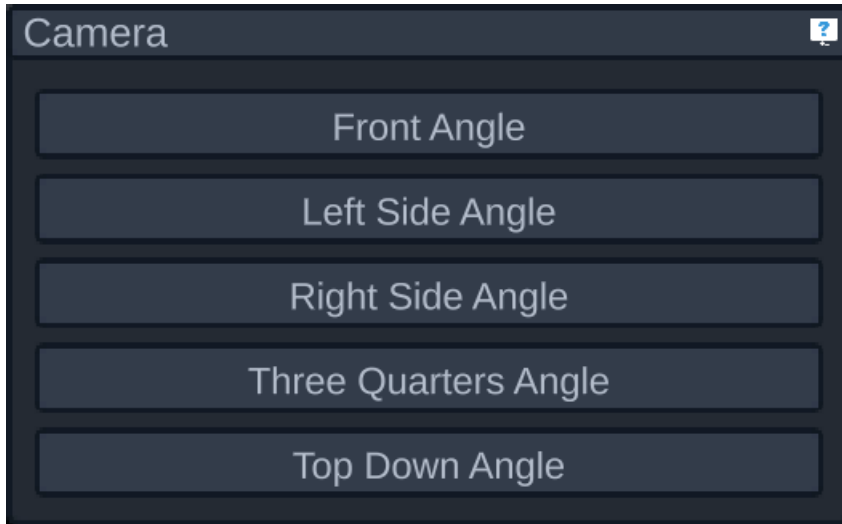 Camera
?
Front Angle
Left Side Angle
Right Side Angle
Three Quarters Angle
Top Down Angle